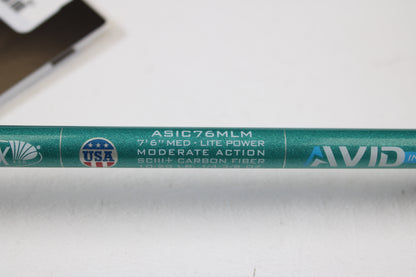 ASIC76MLM
7'6" MED - LITE POWER
MODERATE ACTION
SCIII+ CARBON FIBER
USA
AVID